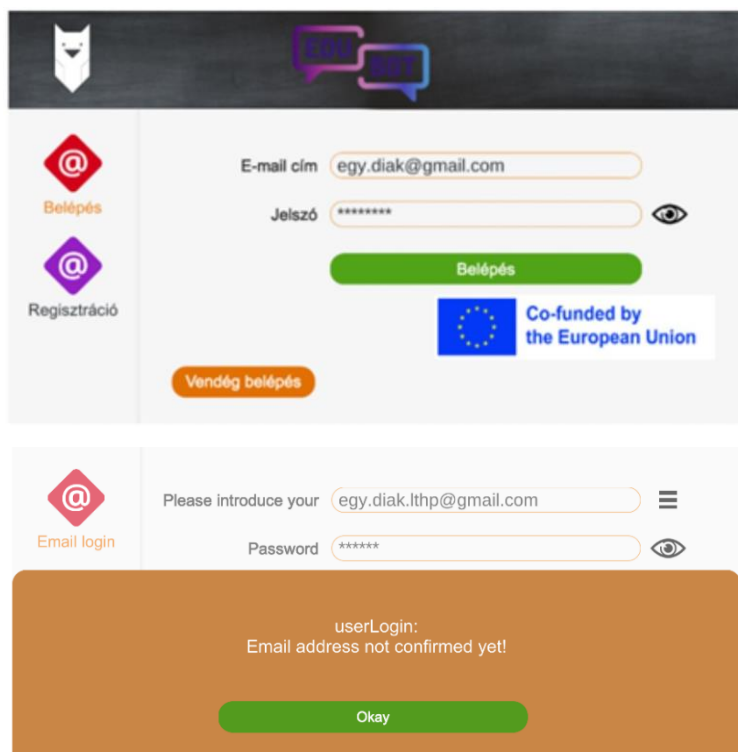 EDU
BOT
E-mail cím egy.diak@gmail.com
@
Belépés
Jelszó ********
@
Belépés
Regisztráció
Co-funded by
the European Union
Vendég belépés
@
Please introduce your egy.diak.lthp@gmail.com
Email login
Password ******
userLogin:
Email address not confirmed yet!
Okay